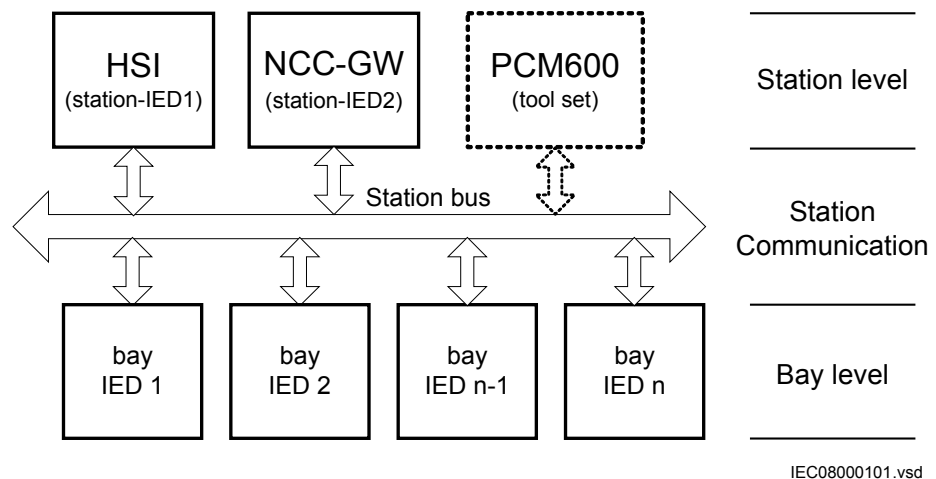 HSI
(station-IED1)
NCC-GW
(station-IED2)
PCM600
(tool set)
Station level
Station bus
Station
Communication
bay
IED 1
bay
IED 2
bay
IED n-1
bay
IED n
Bay level
IEC08000101.vsd